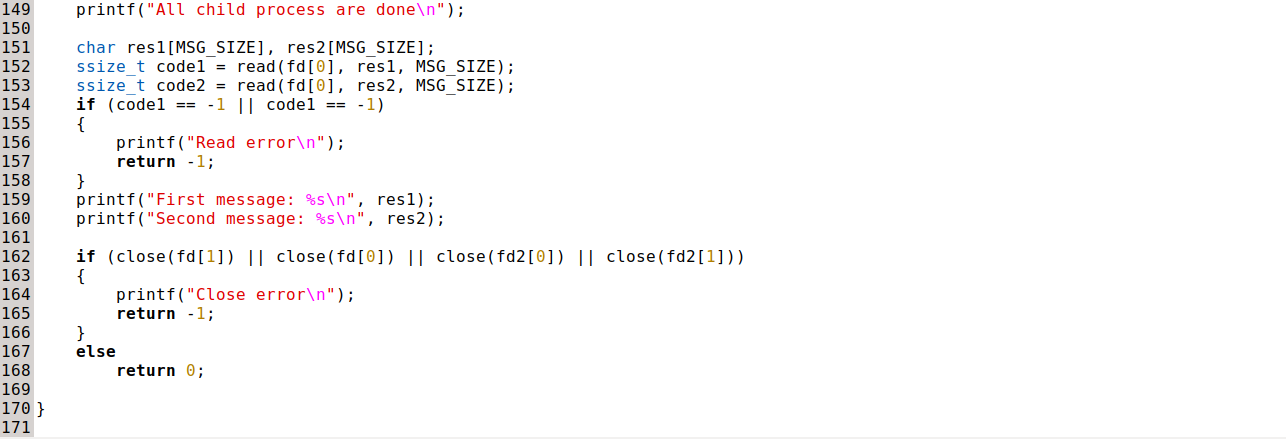 149     printf("All child process are done\n");
150
151     char res1[MSG_SIZE], res2[MSG_SIZE];
152     ssize_t code1 = read(fd[0], res1, MSG_SIZE);
153     ssize_t code2 = read(fd[0], res2, MSG_SIZE);
154     if (code1 == -1 || code1 == -1)
155     {
156         printf("Read error\n");
157         return -1;
158     }
159     printf("First message: %s\n", res1);
160     printf("Second message: %s\n", res2);
161
162     if (close(fd[1]) || close(fd[0]) || close(fd2[0]) || close(fd2[1]))
163     {
164         printf("Close error\n");
165         return -1;
166     }
167     else
168         return 0;
169
170 }
171